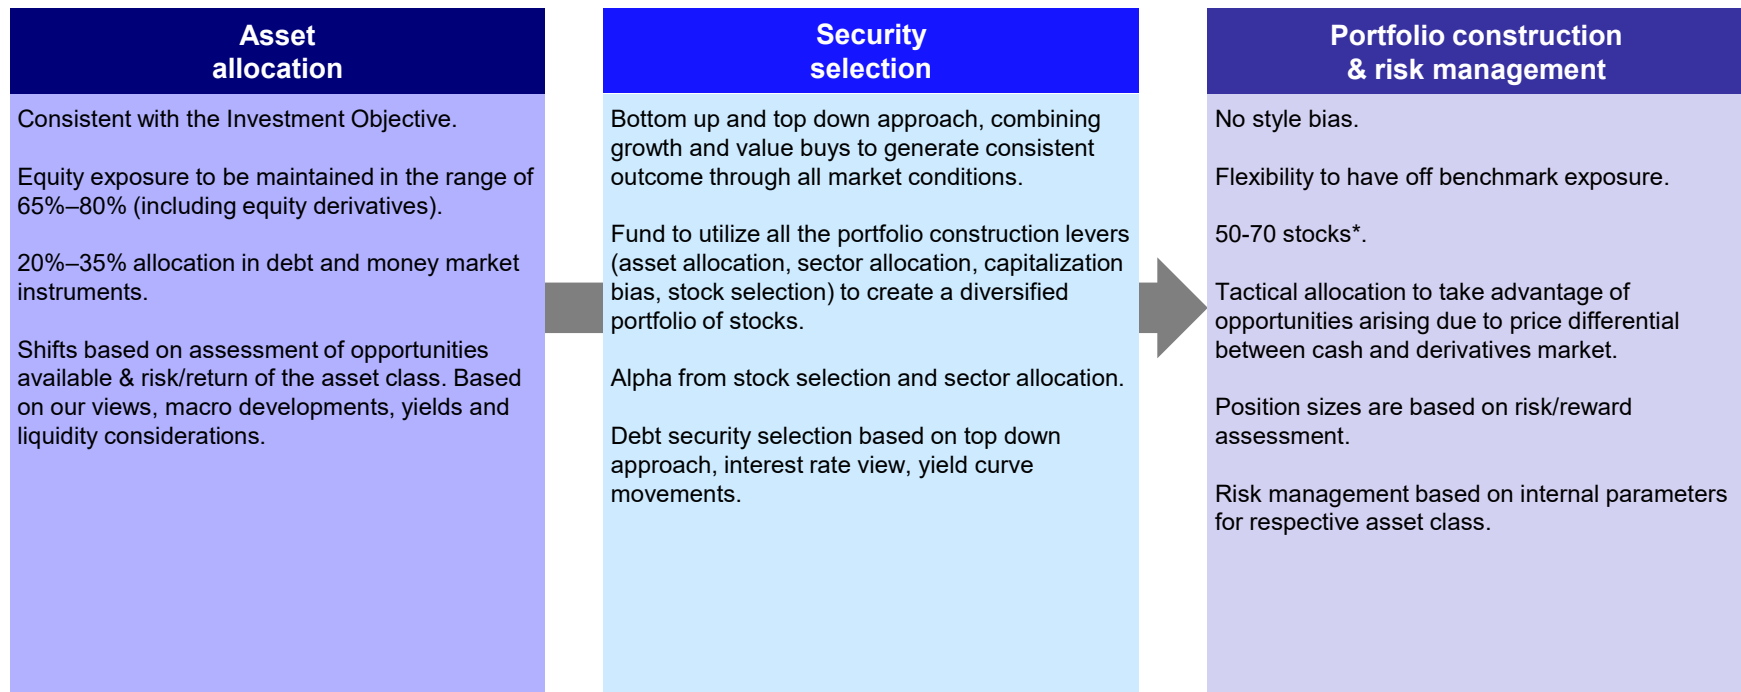 Asset
allocation
Consistent with the Investment Objective.
Equity exposure to be maintained in the range of
65%–80% (including equity derivatives).
20%–35% allocation in debt and money market
instruments.
Shifts based on assessment of opportunities
available & risk/return of the asset class. Based
on our views, macro developments, yields and
liquidity considerations.
Security
selection
Bottom up and top down approach, combining
growth and value buys to generate consistent
outcome through all market conditions.
Fund to utilize all the portfolio construction levers
(asset allocation, sector allocation, capitalization
bias, stock selection) to create a diversified
portfolio of stocks.
Alpha from stock selection and sector allocation.
Debt security selection based on top down
approach, interest rate view, yield curve
movements.
Portfolio construction
& risk management
No style bias.
Flexibility to have off benchmark exposure.
50-70 stocks*.
Tactical allocation to take advantage of
opportunities arising due to price differential
between cash and derivatives market.
Position sizes are based on risk/reward
assessment.
Risk management based on internal parameters
for respective asset class.